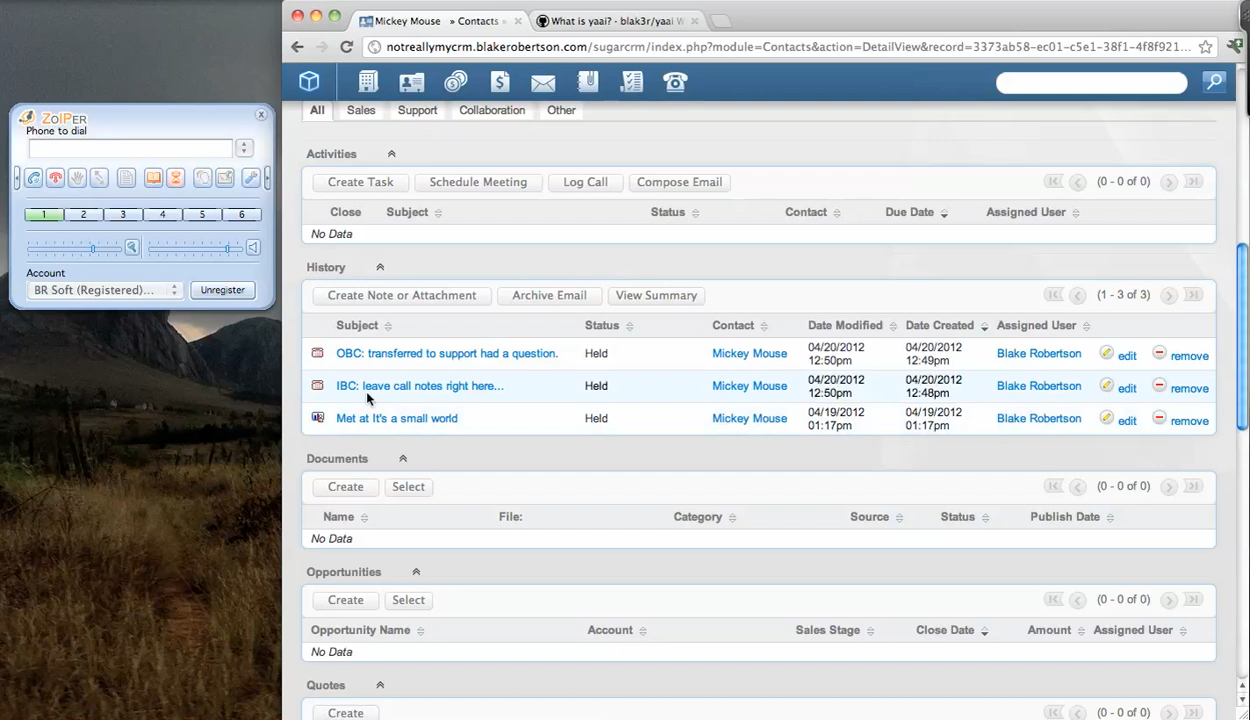 Mickey Mouse » Contacts
What is yaai? - blak3r/yaai W
notreallymycrm.blakerobertson.com/sugarcrm/index.php?module=Contacts&action=DetailView&record=3373ab58-ec01-c5e1-38f1-4f8f921...
ZoIPER
Phone to dial
1 2 3 4 5 6
Account
BR Soft (Registered)... Unregister
All Sales Support Collaboration Other
Activities
Create Task Schedule Meeting Log Call Compose Email (0 - 0 of 0)
Close Subject Status Contact Due Date Assigned User
No Data
History
Create Note or Attachment Archive Email View Summary (1 - 3 of 3)
Subject Status Contact Date Modified Date Created Assigned User
OBC: transferred to support had a question. Held Mickey Mouse 04/20/2012 12:50pm 04/20/2012 12:49pm Blake Robertson edit remove
IBC: leave call notes right here... Held Mickey Mouse 04/20/2012 12:50pm 04/20/2012 12:48pm Blake Robertson edit remove
Met at It's a small world Held Mickey Mouse 04/19/2012 01:17pm 04/19/2012 01:17pm Blake Robertson edit remove
Documents
Create Select (0 - 0 of 0)
Name File: Category Source Status Publish Date
No Data
Opportunities
Create Select (0 - 0 of 0)
Opportunity Name Account Sales Stage Close Date Amount Assigned User
No Data
Quotes
Create (0 - 0 of 0)